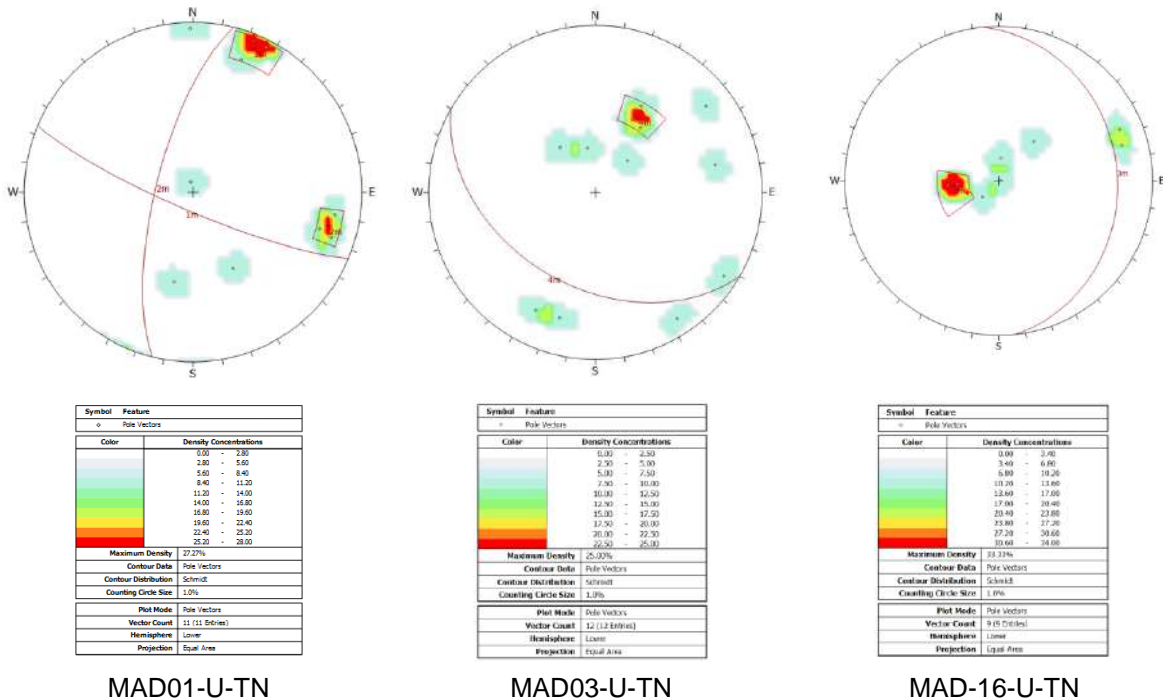 N
W
E
S
2m
1m
2m
N
W
E
S
4m
N
W
E
S
3m
Symbol Feature
Pole Vectors
Color Density Concentrations
0.00 - 2.80
2.80 - 5.60
5.60 - 8.40
8.40 - 11.20
11.20 - 14.00
14.00 - 16.80
16.80 - 19.60
19.60 - 22.40
22.40 - 25.20
25.20 - 28.00
Maximum Density 27.27%
Contour Data Pole Vectors
Contour Distribution Schmidt
Counting Circle Size 1.0%
Plot Mode Pole Vectors
Vector Count 11 (11 Entries)
Hemisphere Lower
Projection Equal Area
MAD01-U-TN
Symbol Feature
Pole Vectors
Color Density Concentrations
0.00 - 2.50
2.50 - 5.00
5.00 - 7.50
7.50 - 10.00
10.00 - 12.50
12.50 - 15.00
15.00 - 17.50
17.50 - 20.00
20.00 - 22.50
22.50 - 25.00
Maximum Density 25.00%
Contour Data Pole Vectors
Contour Distribution Schmidt
Counting Circle Size 1.0%
Plot Mode Pole Vectors
Vector Count 12 (12 Entries)
Hemisphere Lower
Projection Equal Area
MAD03-U-TN
Symbol Feature
Pole Vectors
Color Density Concentrations
0.00 - 3.40
3.40 - 6.80
6.80 - 10.20
10.20 - 13.60
13.60 - 17.00
17.00 - 20.40
20.40 - 23.80
23.80 - 27.20
27.20 - 30.60
30.60 - 34.00
Maximum Density 33.33%
Contour Data Pole Vectors
Contour Distribution Schmidt
Counting Circle Size 1.0%
Plot Mode Pole Vectors
Vector Count 9 (9 Entries)
Hemisphere Lower
Projection Equal Area
MAD-16-U-TN